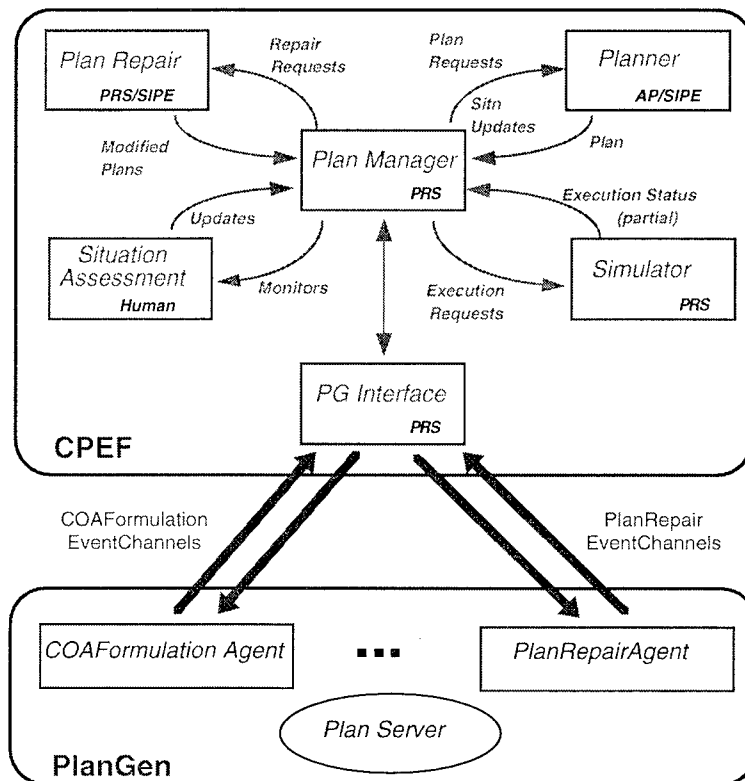 Plan Repair
PRS/SIPE
Repair
Requests
Plan
Requests
Planner
AP/SIPE
Sitn
Updates
Modified
Plans
Plan Manager
PRS
Plan
Updates
Execution Status
(partial)
Situation
Assessment
Human
Monitors
Execution
Requests
Simulator
PRS
PG Interface
PRS
CPEF
COAFormulation
EventChannels
PlanRepair
EventChannels
COAFormulation Agent
PlanRepairAgent
Plan Server
PlanGen